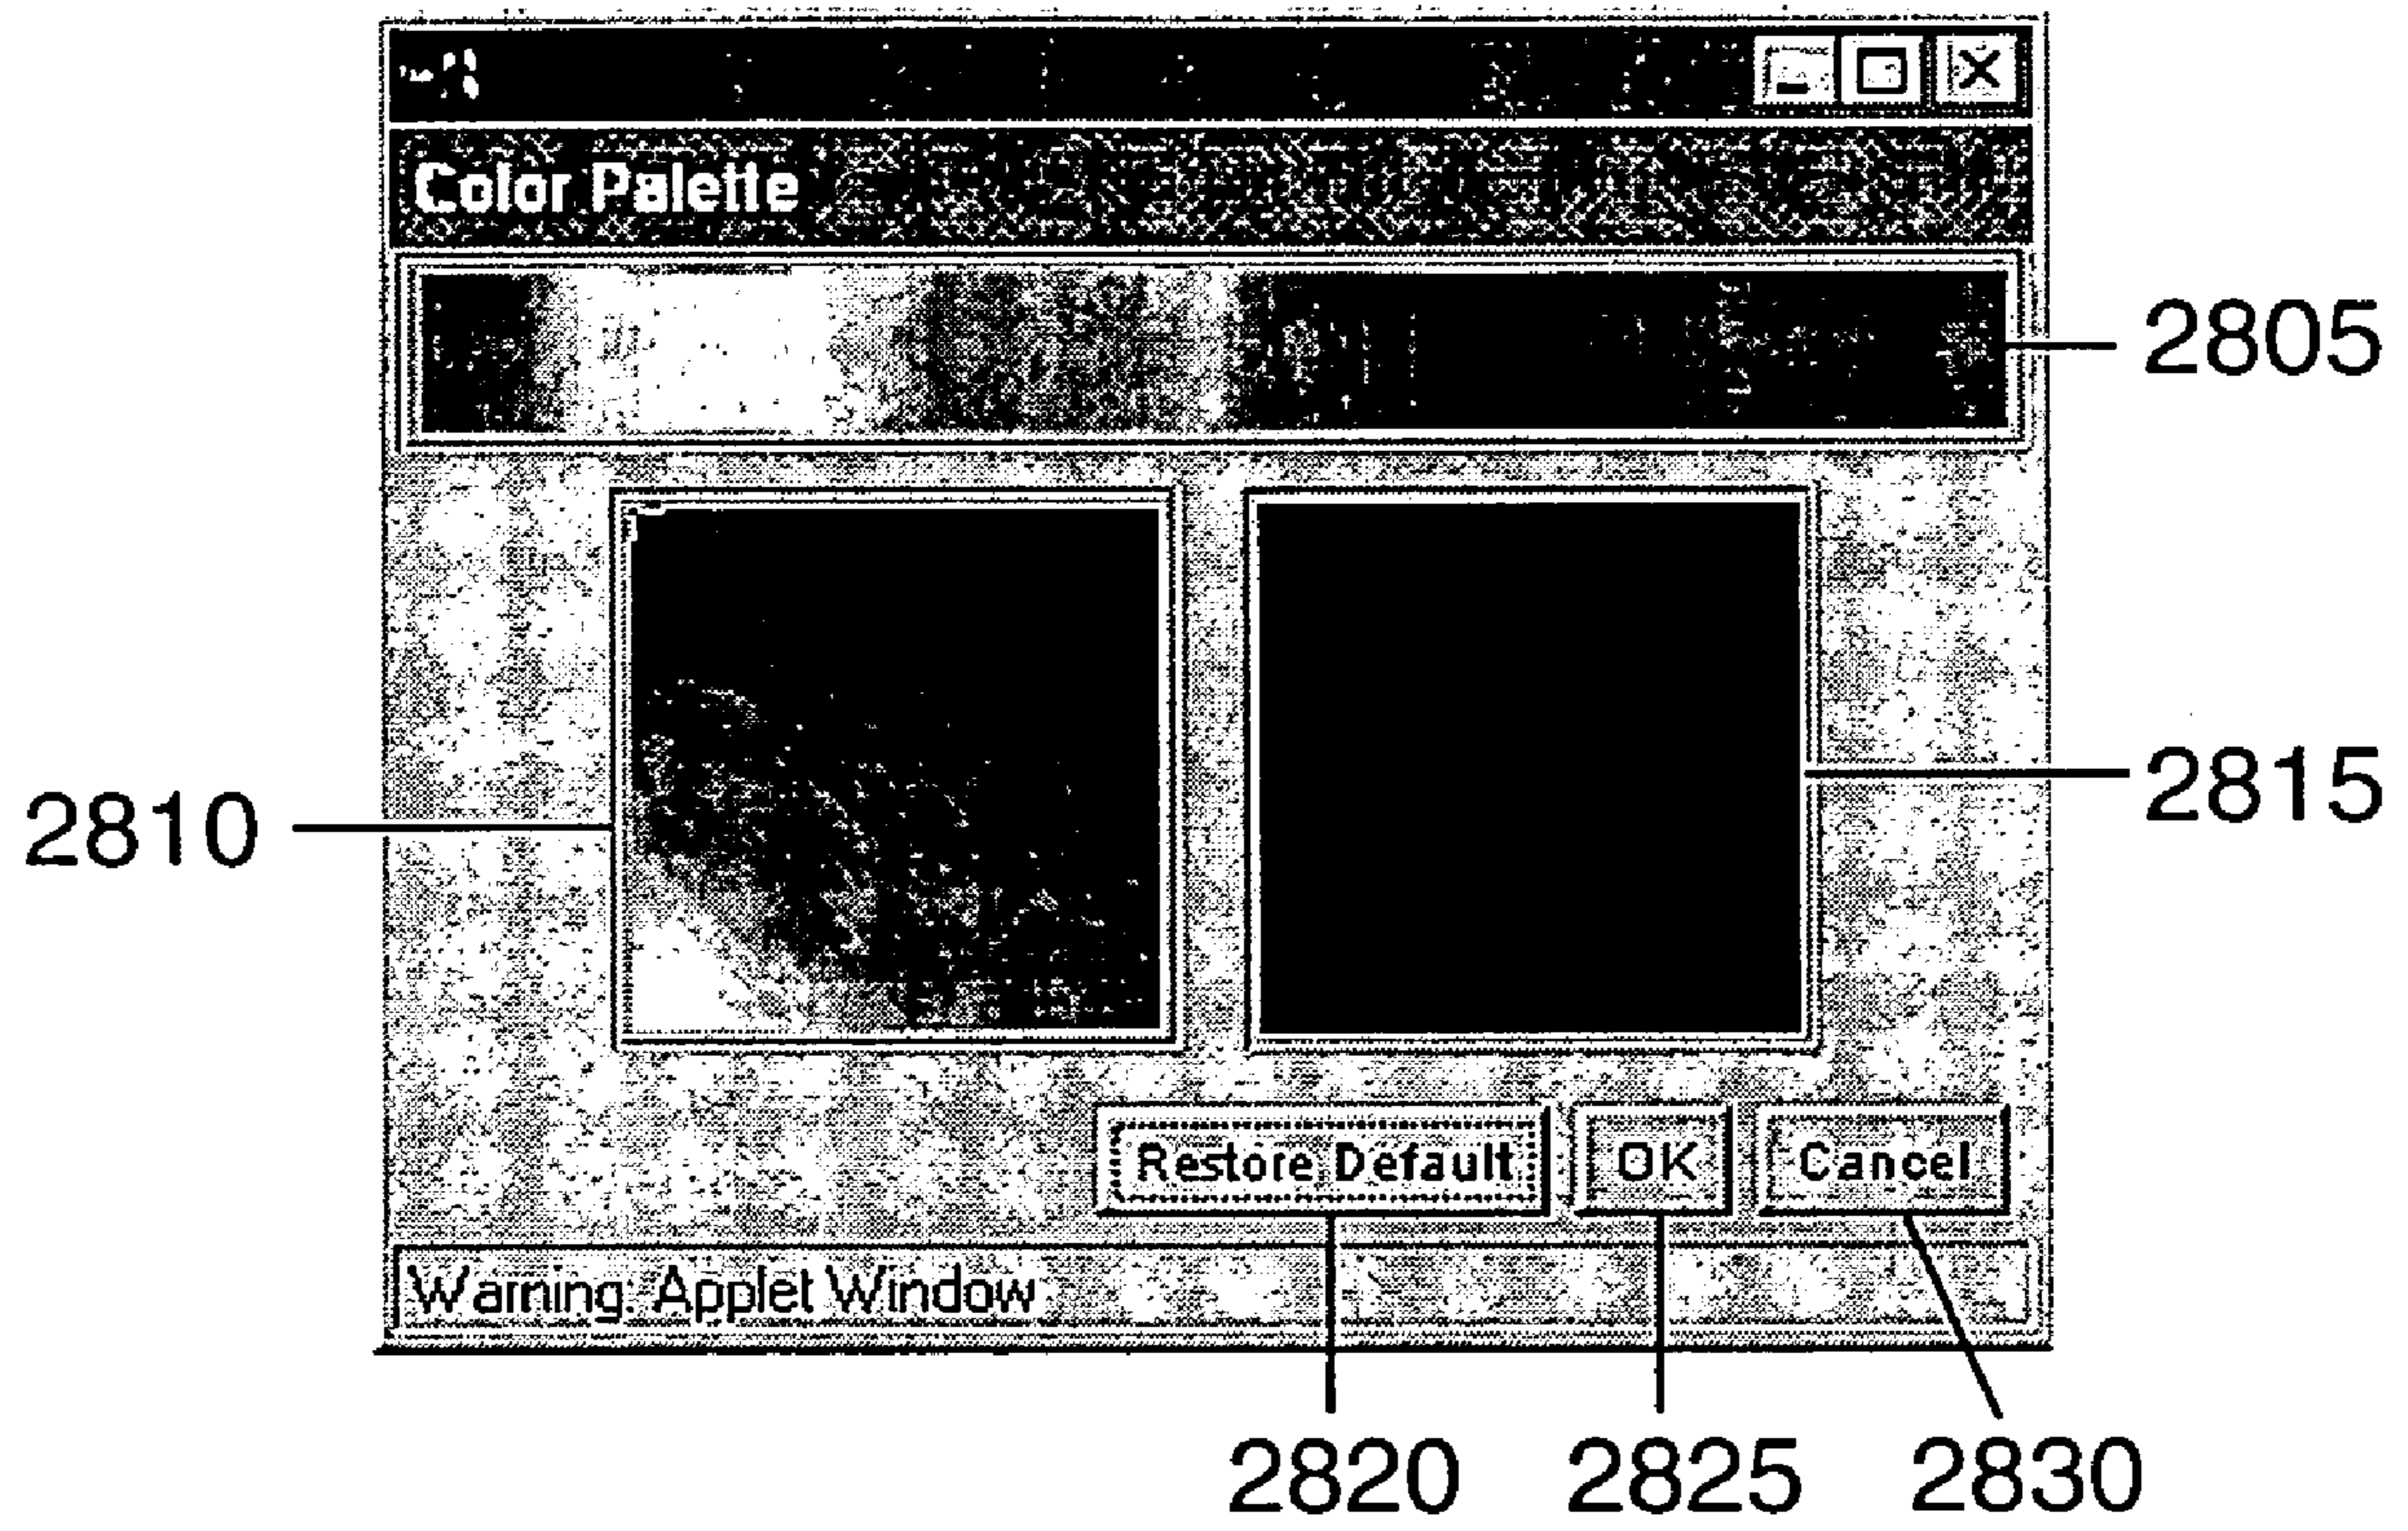 Color Palette
2805
2810
2815
Restore Default OK Cancel
Warning: Applet Window
2820 2825 2830